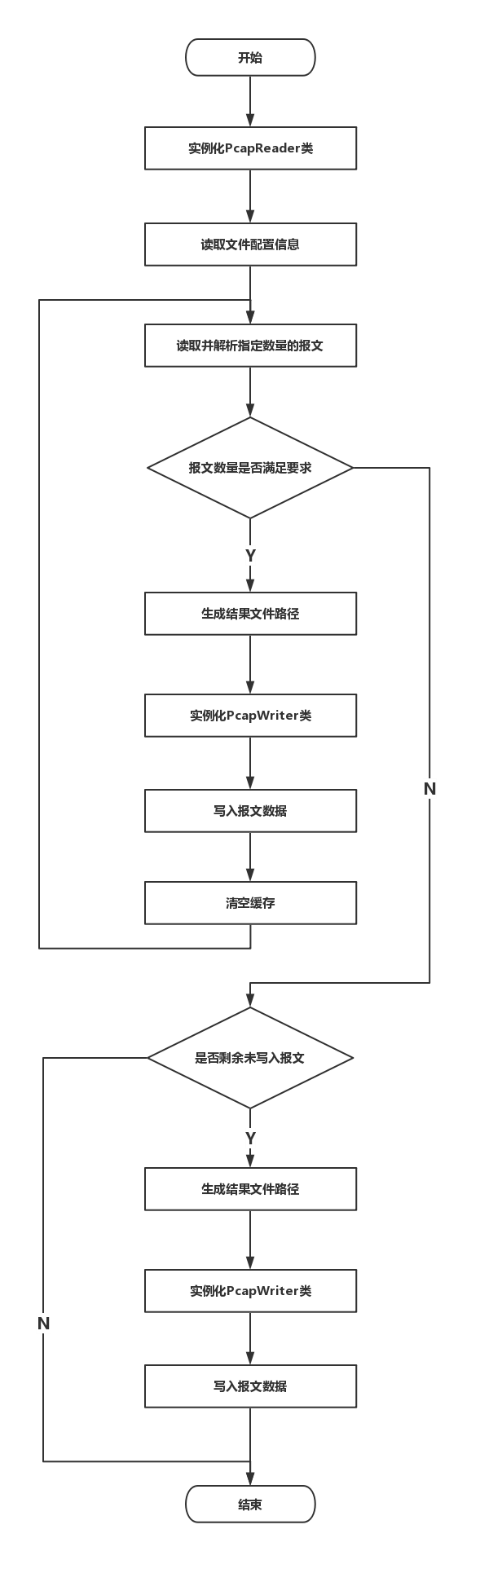 开始
实例化PcapReader类
读取文件配置信息
读取并解析指定数量的报文
报文数量是否满足要求
Y
生成结果文件路径
实例化PcapWriter类
N
写入报文数据
清空缓存
是否剩余未写入报文
Y
生成结果文件路径
实例化PcapWriter类
N
写入报文数据
结束